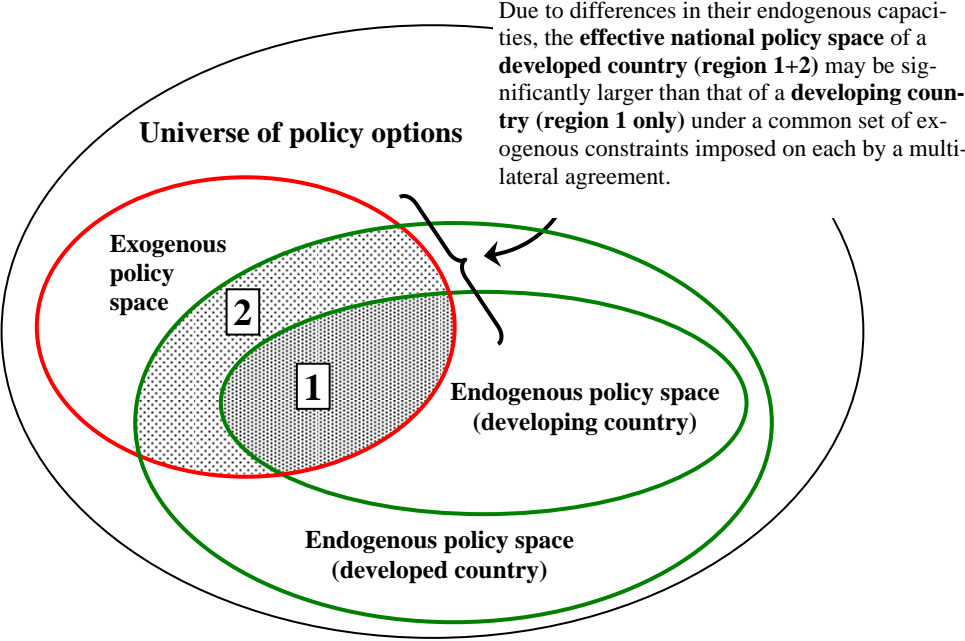 Due to differences in their endogenous capaci-
ties, the effective national policy space of a
developed country (region 1+2) may be sig-
nificantly larger than that of a developing coun-
try (region 1 only) under a common set of ex-
ogenous constraints imposed on each by a multi-
lateral agreement.
Universe of policy options
Exogenous
policy
space
2
1
Endogenous policy space
(developing country)
Endogenous policy space
(developed country)